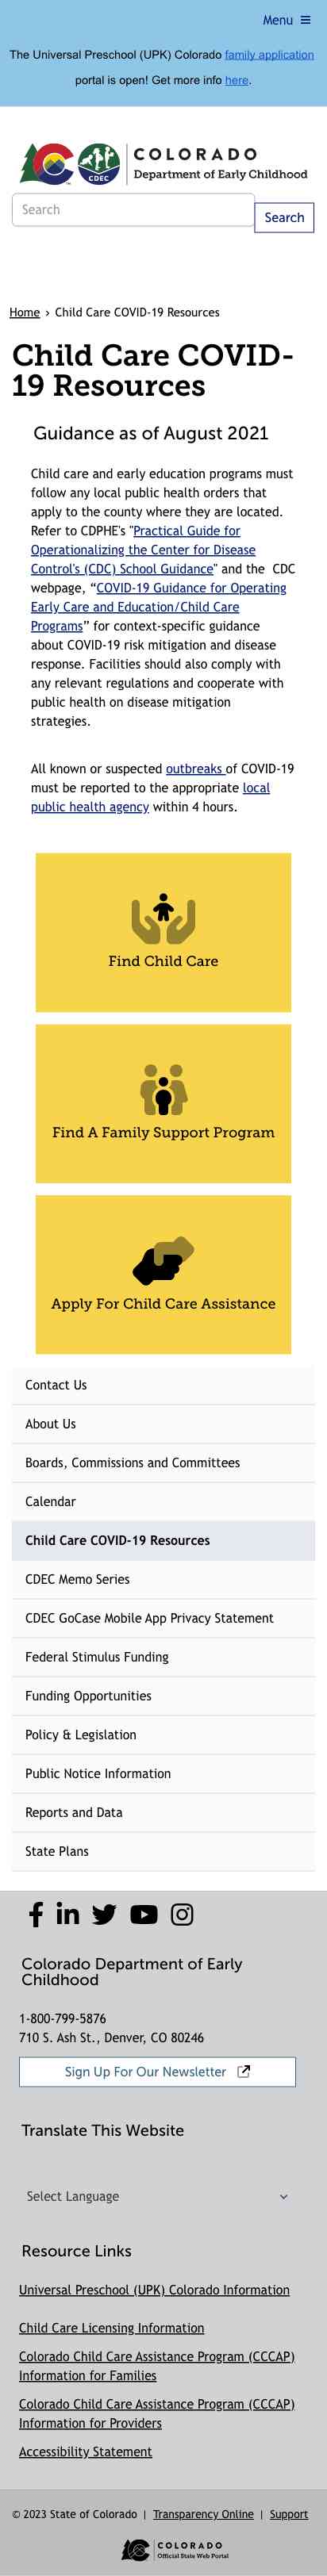 Menu
The Universal Preschool (UPK) Colorado family application
portal is open! Get more info here.
COLORADO
CDEC
Department of Early Childhood
Search
Search
Home › Child Care COVID-19 Resources
Child Care COVID-
19 Resources
Guidance as of August 2021
Child care and early education programs must
follow any local public health orders that
apply to the county where they are located.
Refer to CDPHE's "Practical Guide for
Operationalizing the Center for Disease
Control's (CDC) School Guidance" and the CDC
webpage, “COVID-19 Guidance for Operating
Early Care and Education/Child Care
Programs” for context-specific guidance
about COVID-19 risk mitigation and disease
response. Facilities should also comply with
any relevant regulations and cooperate with
public health on disease mitigation
strategies.
All known or suspected outbreaks of COVID-19
must be reported to the appropriate local
public health agency within 4 hours.
Find Child Care
Find A Family Support Program
Apply For Child Care Assistance
Contact Us
About Us
Boards, Commissions and Committees
Calendar
Child Care COVID-19 Resources
CDEC Memo Series
CDEC GoCase Mobile App Privacy Statement
Federal Stimulus Funding
Funding Opportunities
Policy & Legislation
Public Notice Information
Reports and Data
State Plans
Colorado Department of Early
Childhood
1-800-799-5876
710 S. Ash St., Denver, CO 80246
Sign Up For Our Newsletter
Translate This Website
Select Language
Resource Links
Universal Preschool (UPK) Colorado Information
Child Care Licensing Information
Colorado Child Care Assistance Program (CCCAP)
Information for Families
Colorado Child Care Assistance Program (CCCAP)
Information for Providers
Accessibility Statement
© 2023 State of Colorado | Transparency Online | Support
COLORADO
Official State Web Portal